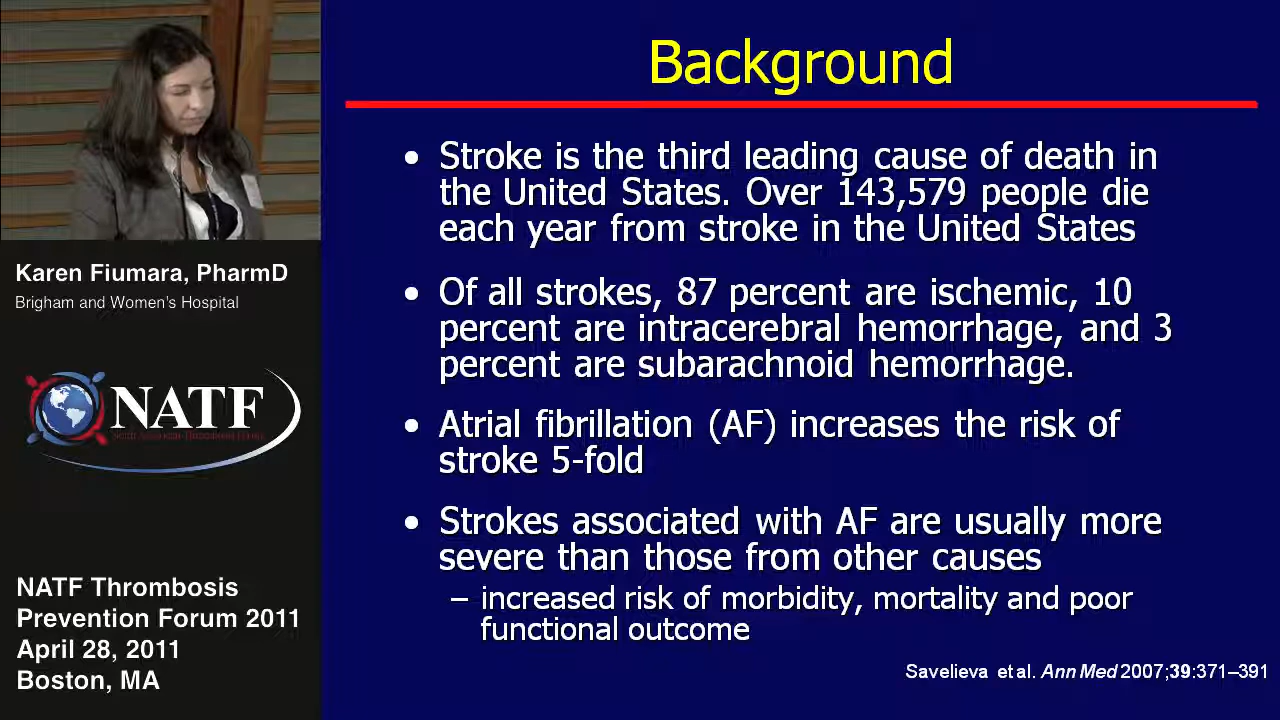 Background
• Stroke is the third leading cause of death in
the United States. Over 143,579 people die
each year from stroke in the United States
• Of all strokes, 87 percent are ischemic, 10
percent are intracerebral hemorrhage, and 3
percent are subarachnoid hemorrhage.
• Atrial fibrillation (AF) increases the risk of
stroke 5-fold
• Strokes associated with AF are usually more
severe than those from other causes
– increased risk of morbidity, mortality and poor
functional outcome
Savelieva et al. Ann Med 2007;39:371–391
Karen Fiumara, PharmD
Brigham and Women's Hospital
NATF
NATF Thrombosis
Prevention Forum 2011
April 28, 2011
Boston, MA